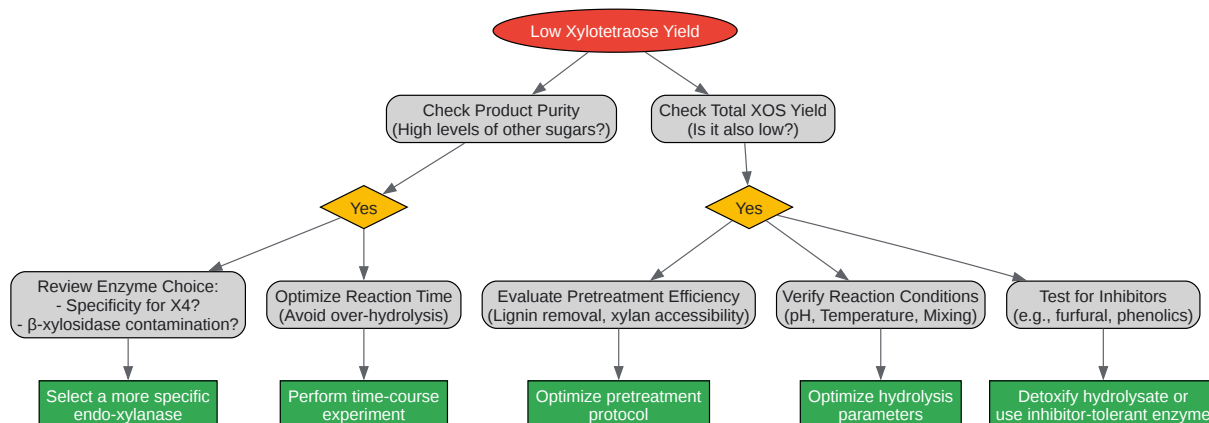 Low Xylotetraose Yield
Check Product Purity
(High levels of other sugars?)
Check Total XOS Yield
(Is it also low?)
Yes
Yes
Review Enzyme Choice:
- Specificity for X4?
- β-xylosidase contamination?
Optimize Reaction Time
(Avoid over-hydrolysis)
Evaluate Pretreatment Efficiency
(Lignin removal, xylan accessibility)
Verify Reaction Conditions
(pH, Temperature, Mixing)
Test for Inhibitors
(e.g., furfural, phenolics)
Select a more specific
endo-xylanase
Perform time-course
experiment
Optimize pretreatment
protocol
Optimize hydrolysis
parameters
Detoxify hydrolysate or
use inhibitor-tolerant enzyme